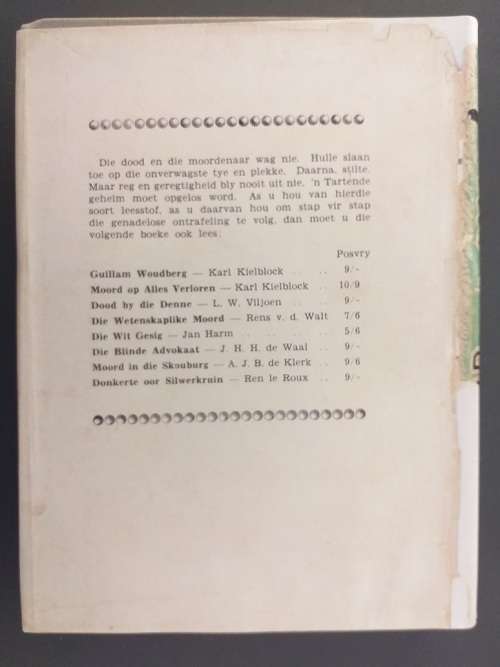 Die dood en die moordenaar wag nie. Hulle slaan
toe op die onverwagste tye en plekke. Daarna, stilte.
Maar reg en geregtigheid bly nooit uit nie. 'n Tartende
geheim moet opgelos word. As u hou van hierdie
soort leesstof, as u daarvan hou om stap vir stap
die genadelose ontrafeling te volg, dan moet u die
volgende boeke ook lees:
Posvry
Guillam Woudberg — Karl Kielblock .. .. 9/-
Moord op Alles Verloren — Karl Kielblock .. 10/9
Dood by die Denne — L. W. Viljoen .. .. 9/-
Die Wetenskaplike Moord — Rens v. d. Walt 7/6
Die Wit Gesig — Jan Harm .. .. .. .. 5/6
Die Blinde Advokaat — J. H. H. de Waal .. 9/-
Moord in die Skouburg — A. J. B. de Klerk .. 9/6
Donkerte oor Silwerkruin — Ren le Roux .. 9/-